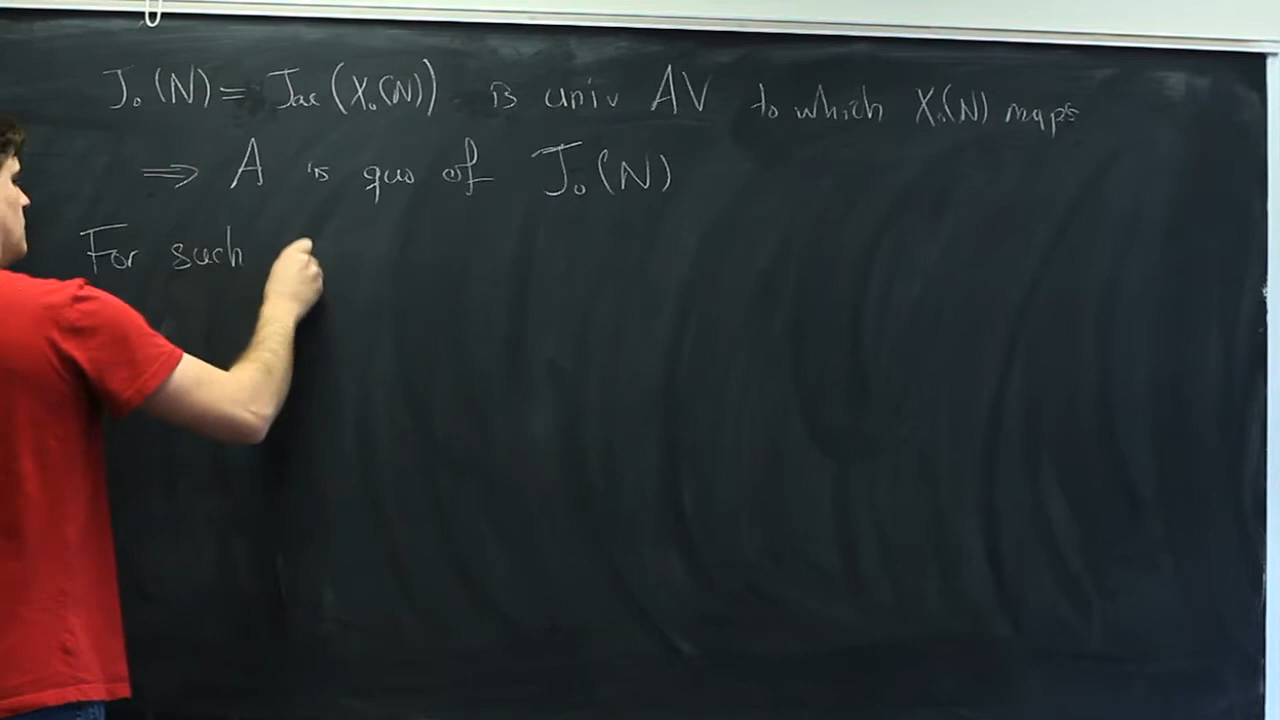 J₀(N) = Jac(X₀(N)) is univ AV to which X₀(N) maps
⇒ A is quo of J₀(N)
For such